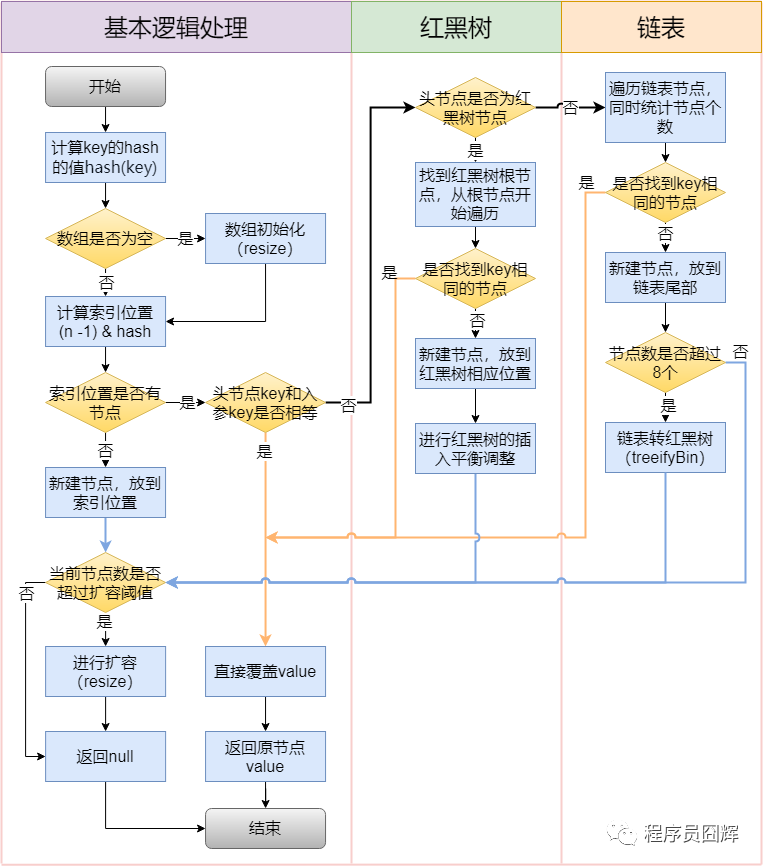 基本逻辑处理
红黑树
链表
开始
计算key的hash
的值hash(key)
数组是否为空
是
数组初始化
（resize）
否
计算索引位置
(n -1) & hash
索引位置是否有
节点
是
头节点key和入
参key是否相等
否
否
是
新建节点，放到
索引位置
当前节点数是否
超过扩容阈值
否
是
进行扩容
（resize）
直接覆盖value
返回null
返回原节点
value
结束
头节点是否为红
黑树节点
否
是
找到红黑树根节
点，从根节点开
始遍历
是否找到key相
同的节点
是
否
新建节点，放到
红黑树相应位置
进行红黑树的插
入平衡调整
遍历链表节点，
同时统计节点个
数
是否找到key相
同的节点
是
否
新建节点，放到
链表尾部
节点数是否超过
8个
否
是
链表转红黑树
（treeifyBin）
程序员囧辉